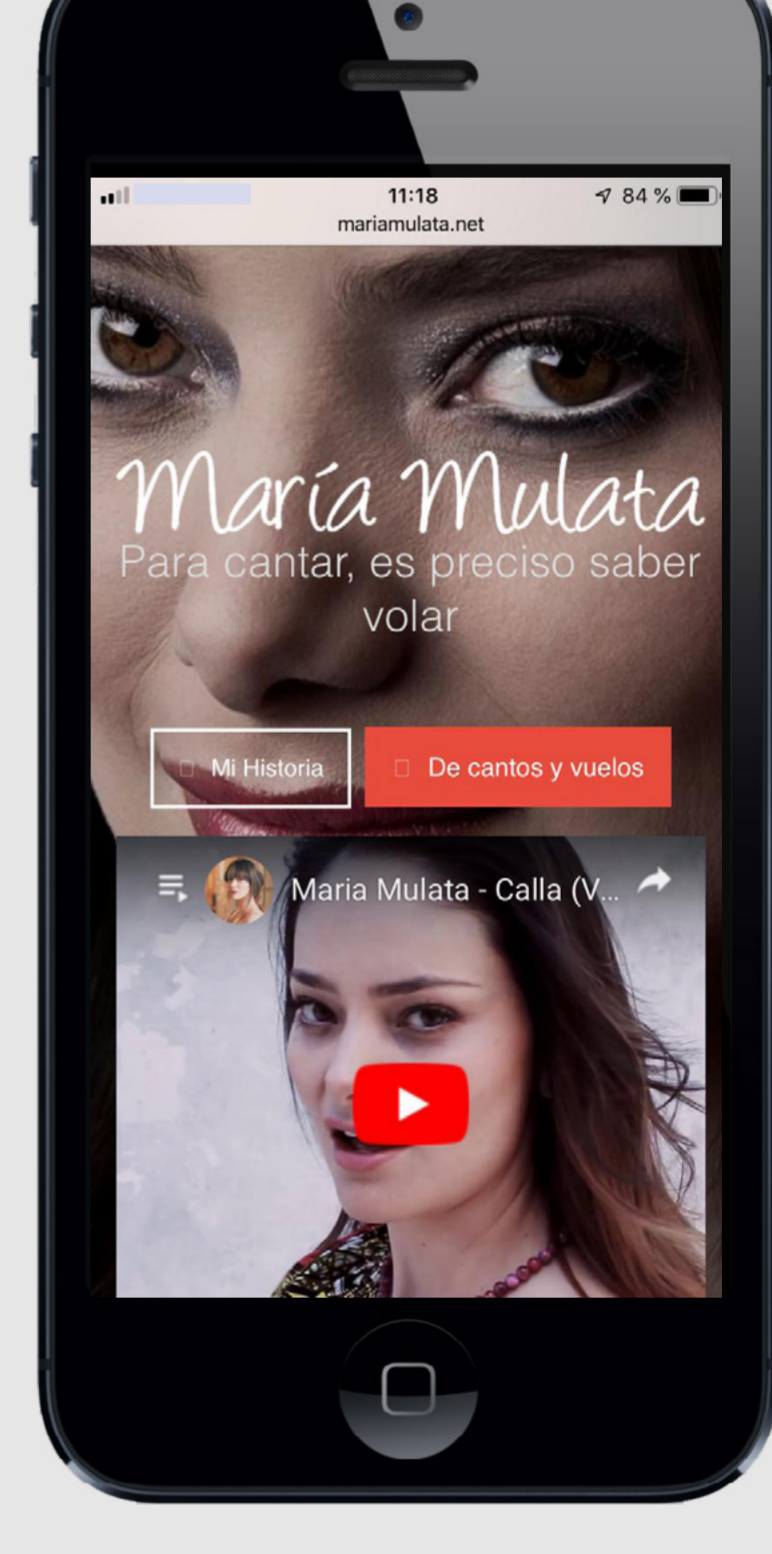 11:18
84 %
mariamulata.net
María Mulata
Para cantar, es preciso saber
volar
Mi Historia
De cantos y vuelos
Maria Mulata - Calla (V...